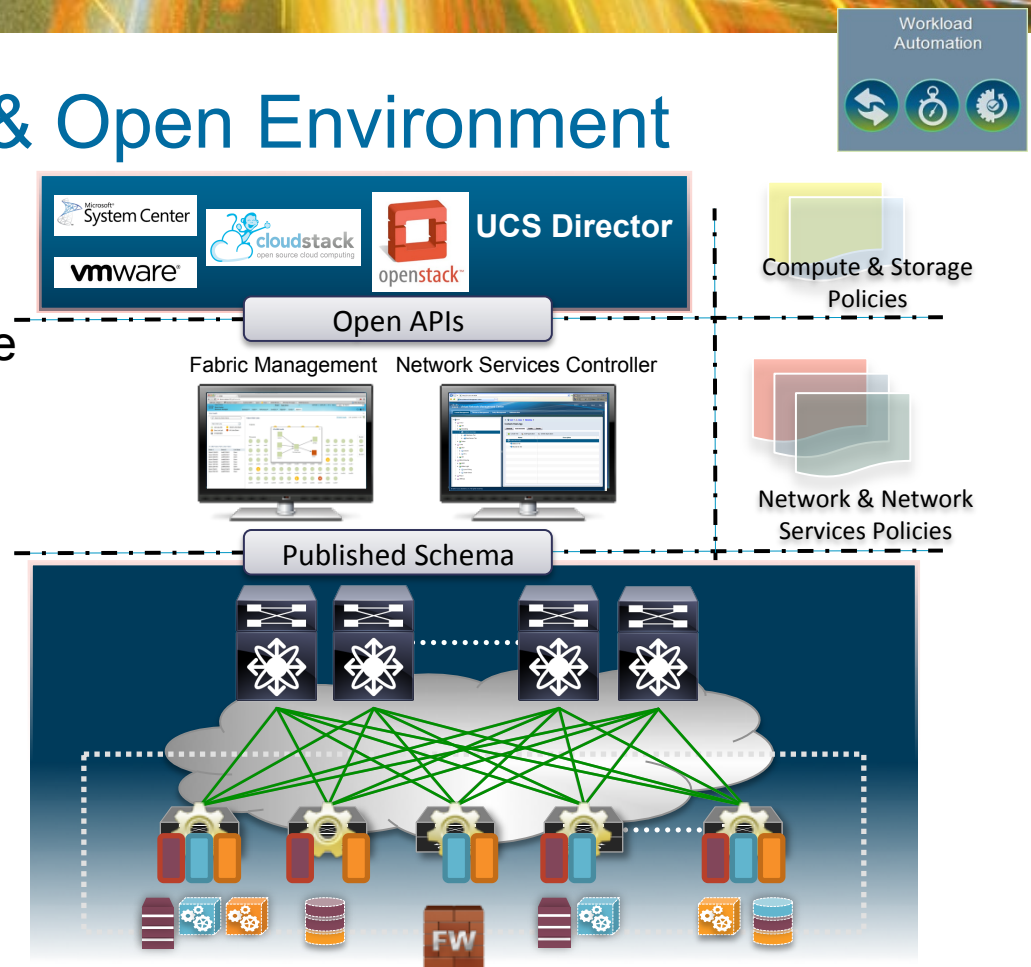 Workload
Automation
& Open Environment
Microsoft
System Center
vmware
cloudstack
open source cloud computing
openstack
UCS Director
Compute & Storage
Policies
Open APIs
e
Fabric Management
Network Services Controller
Network & Network
Services Policies
Published Schema
FW